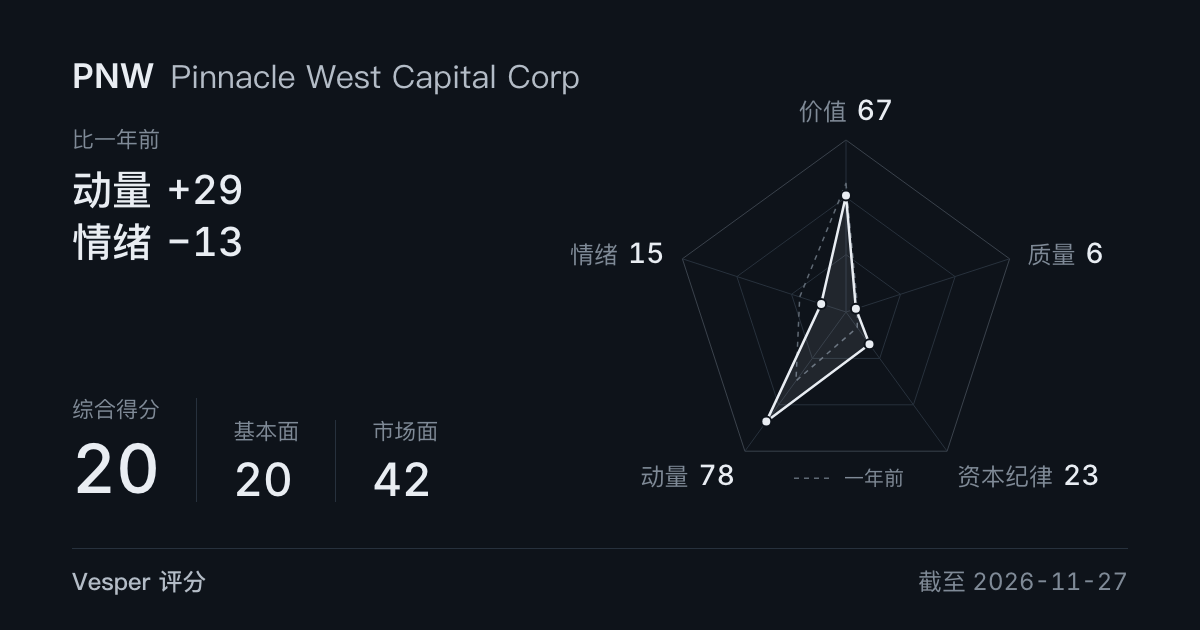 PNW Pinnacle West Capital Corp
比一年前
动量 +29
情绪 −13
综合得分
20
基本面
20
市场面
42
价值 67
质量 6
资本纪律 23
动量 78
情绪 15
一年前
Vesper 评分
截至 2026-11-27